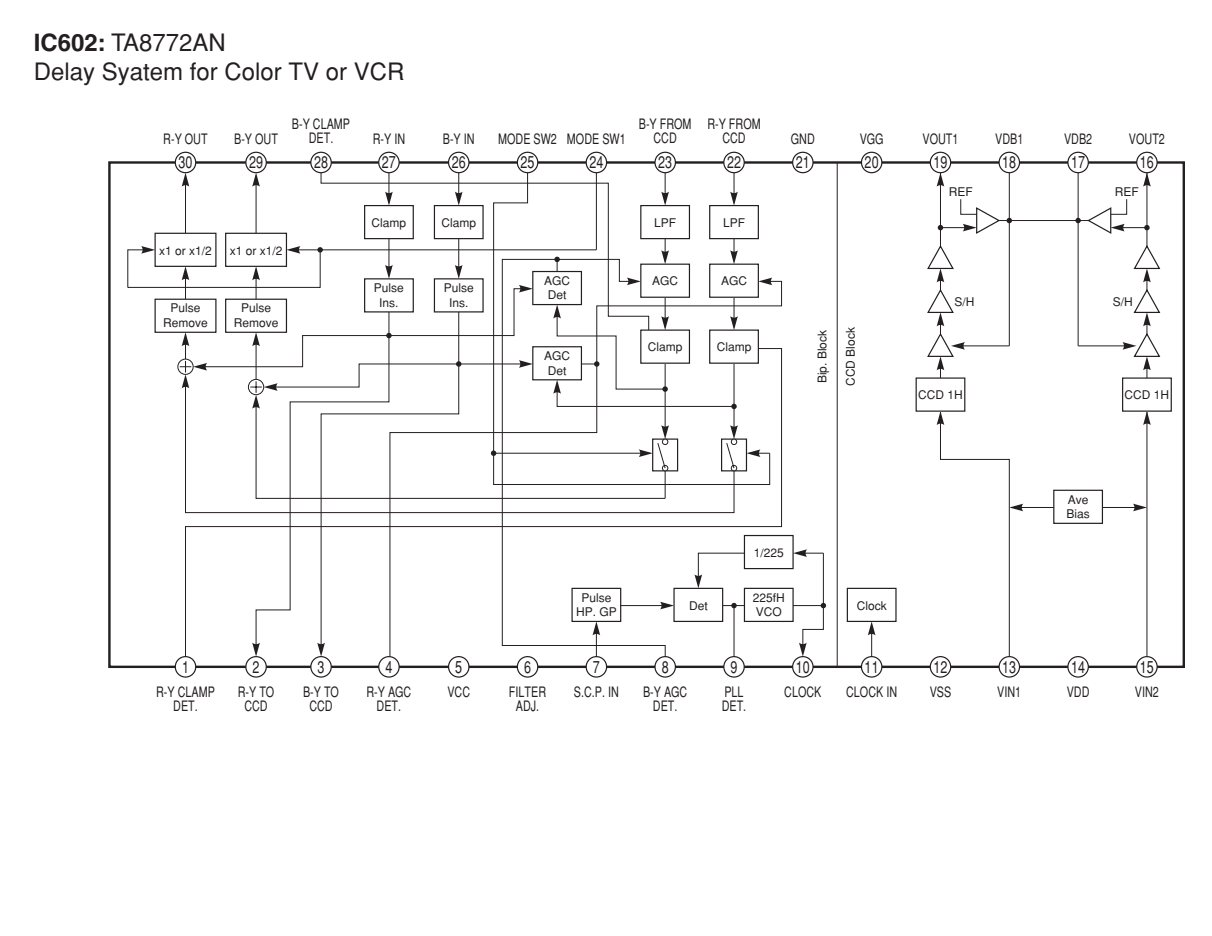 IC602: TA8772AN
Delay Syatem for Color TV or VCR
R-Y OUT
B-Y OUT
B-Y CLAMP
DET.
R-Y IN
B-Y IN
MODE SW2
MODE SW1
B-Y FROM
CCD
R-Y FROM
CCD
GND
VGG
VOUT1
VDB1
VDB2
VOUT2
30
29
28
27
26
25
24
23
22
21
20
19
18
17
16
REF
REF
Clamp
Clamp
LPF
LPF
x1 or x1/2
x1 or x1/2
Pulse
Ins.
Pulse
Ins.
AGC
Det
AGC
AGC
S/H
S/H
Pulse
Remove
Pulse
Remove
AGC
Det
Clamp
Clamp
Bip. Block
CCD Block
CCD 1H
CCD 1H
Ave
Bias
1/225
Pulse
HP. GP
Det
225fH
VCO
Clock
1
2
3
4
5
6
7
8
9
10
11
12
13
14
15
R-Y CLAMP
DET.
R-Y TO
CCD
B-Y TO
CCD
R-Y AGC
DET.
VCC
FILTER
ADJ.
S.C.P. IN
B-Y AGC
DET.
PLL
DET.
CLOCK
CLOCK IN
VSS
VIN1
VDD
VIN2